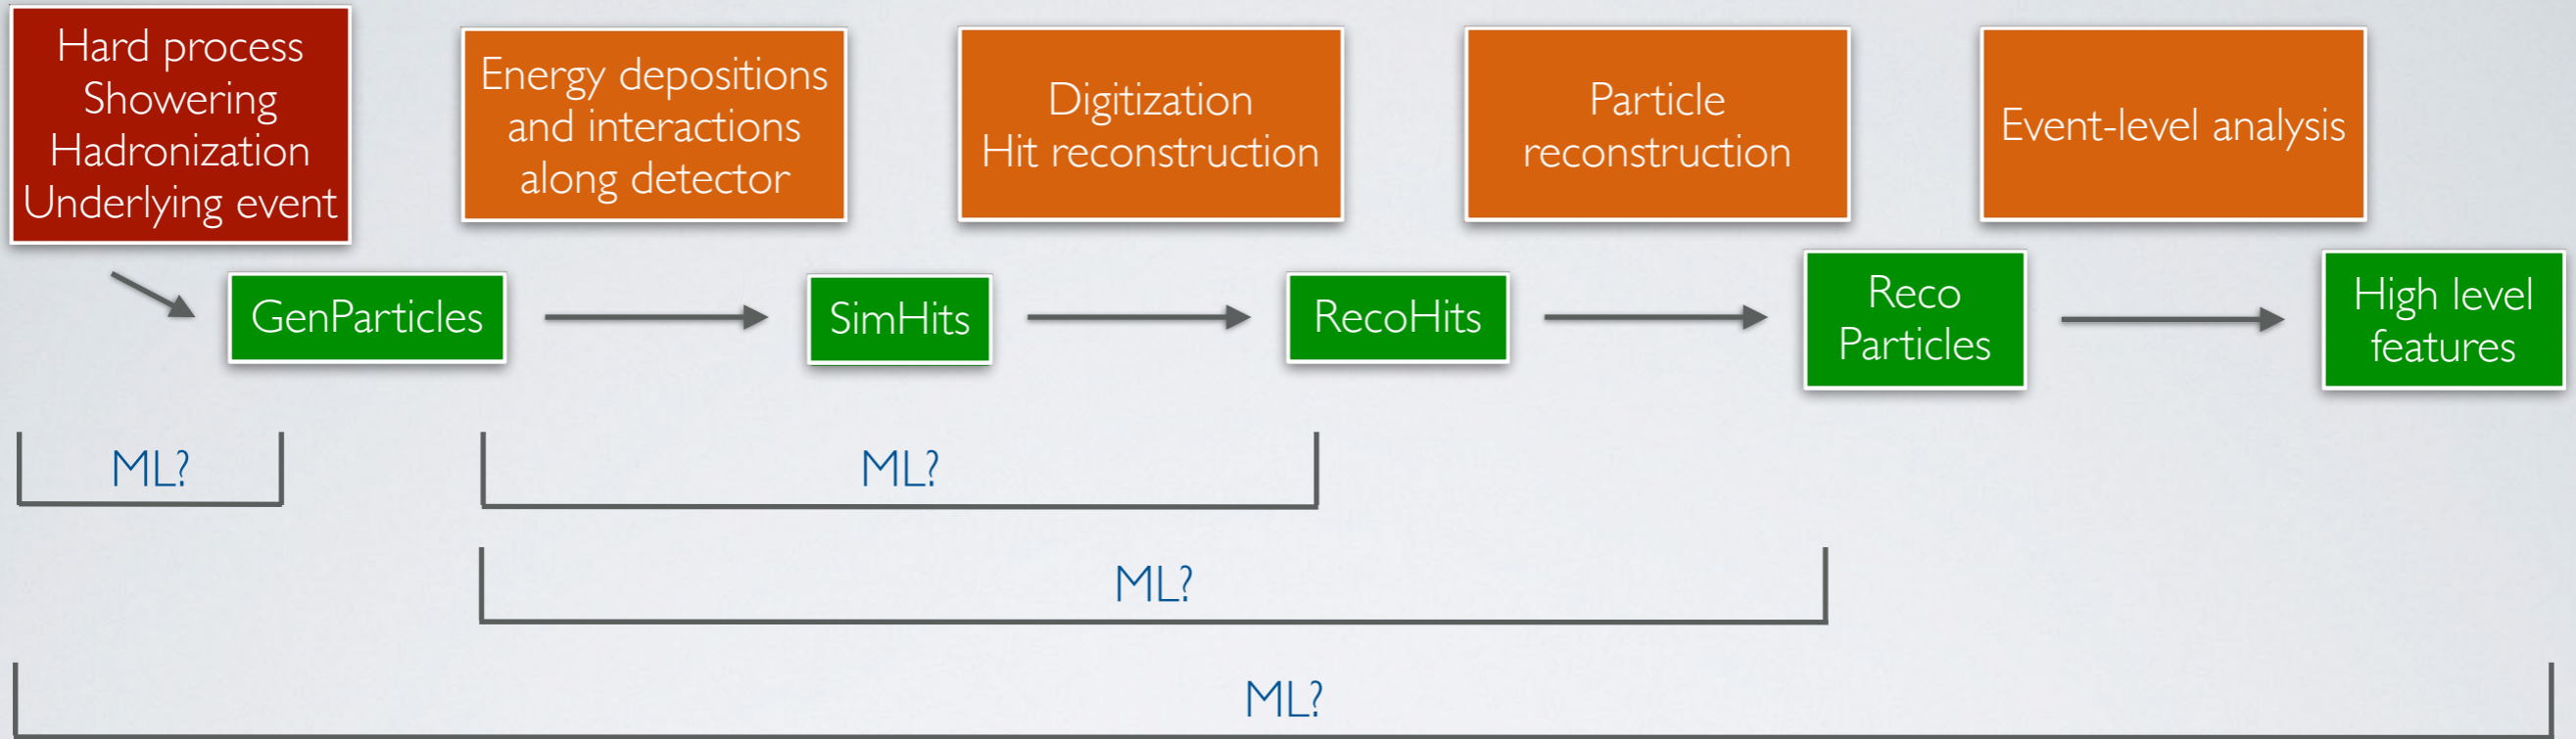 Hard process
Showering
Hadronization
Underlying event
Energy depositions
and interactions
along detector
Digitization
Hit reconstruction
Particle
reconstruction
Event-level analysis
GenParticles
SimHits
RecoHits
Reco
Particles
High level
features
ML?
ML?
ML?
ML?